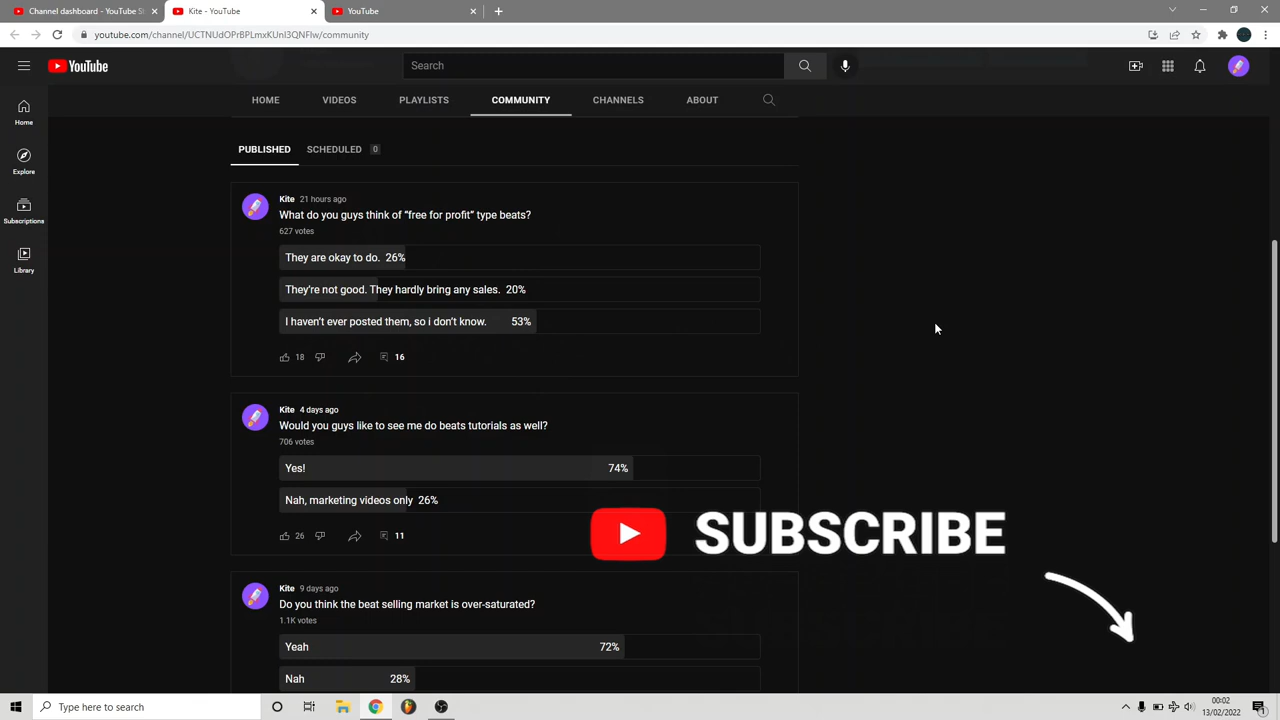 Channel dashboard - YouTube St
Kite - YouTube
YouTube
youtube.com/channel/UCTNUdOPrBPLmxKUnI3QNFIw/community
YouTube
Search
HOME
VIDEOS
PLAYLISTS
COMMUNITY
CHANNELS
ABOUT
Home
Explore
Subscriptions
Library
PUBLISHED
SCHEDULED 0
Kite 21 hours ago
What do you guys think of “free for profit” type beats?
627 votes
They are okay to do. 26%
They’re not good. They hardly bring any sales. 20%
I haven’t ever posted them, so i don’t know. 53%
18
16
Kite 4 days ago
Would you guys like to see me do beats tutorials as well?
706 votes
Yes! 74%
Nah, marketing videos only 26%
26
11
SUBSCRIBE
Kite 9 days ago
Do you think the beat selling market is over-saturated?
1.1K votes
Yeah 72%
Nah 28%
Type here to search
00:02
13/02/2022
1